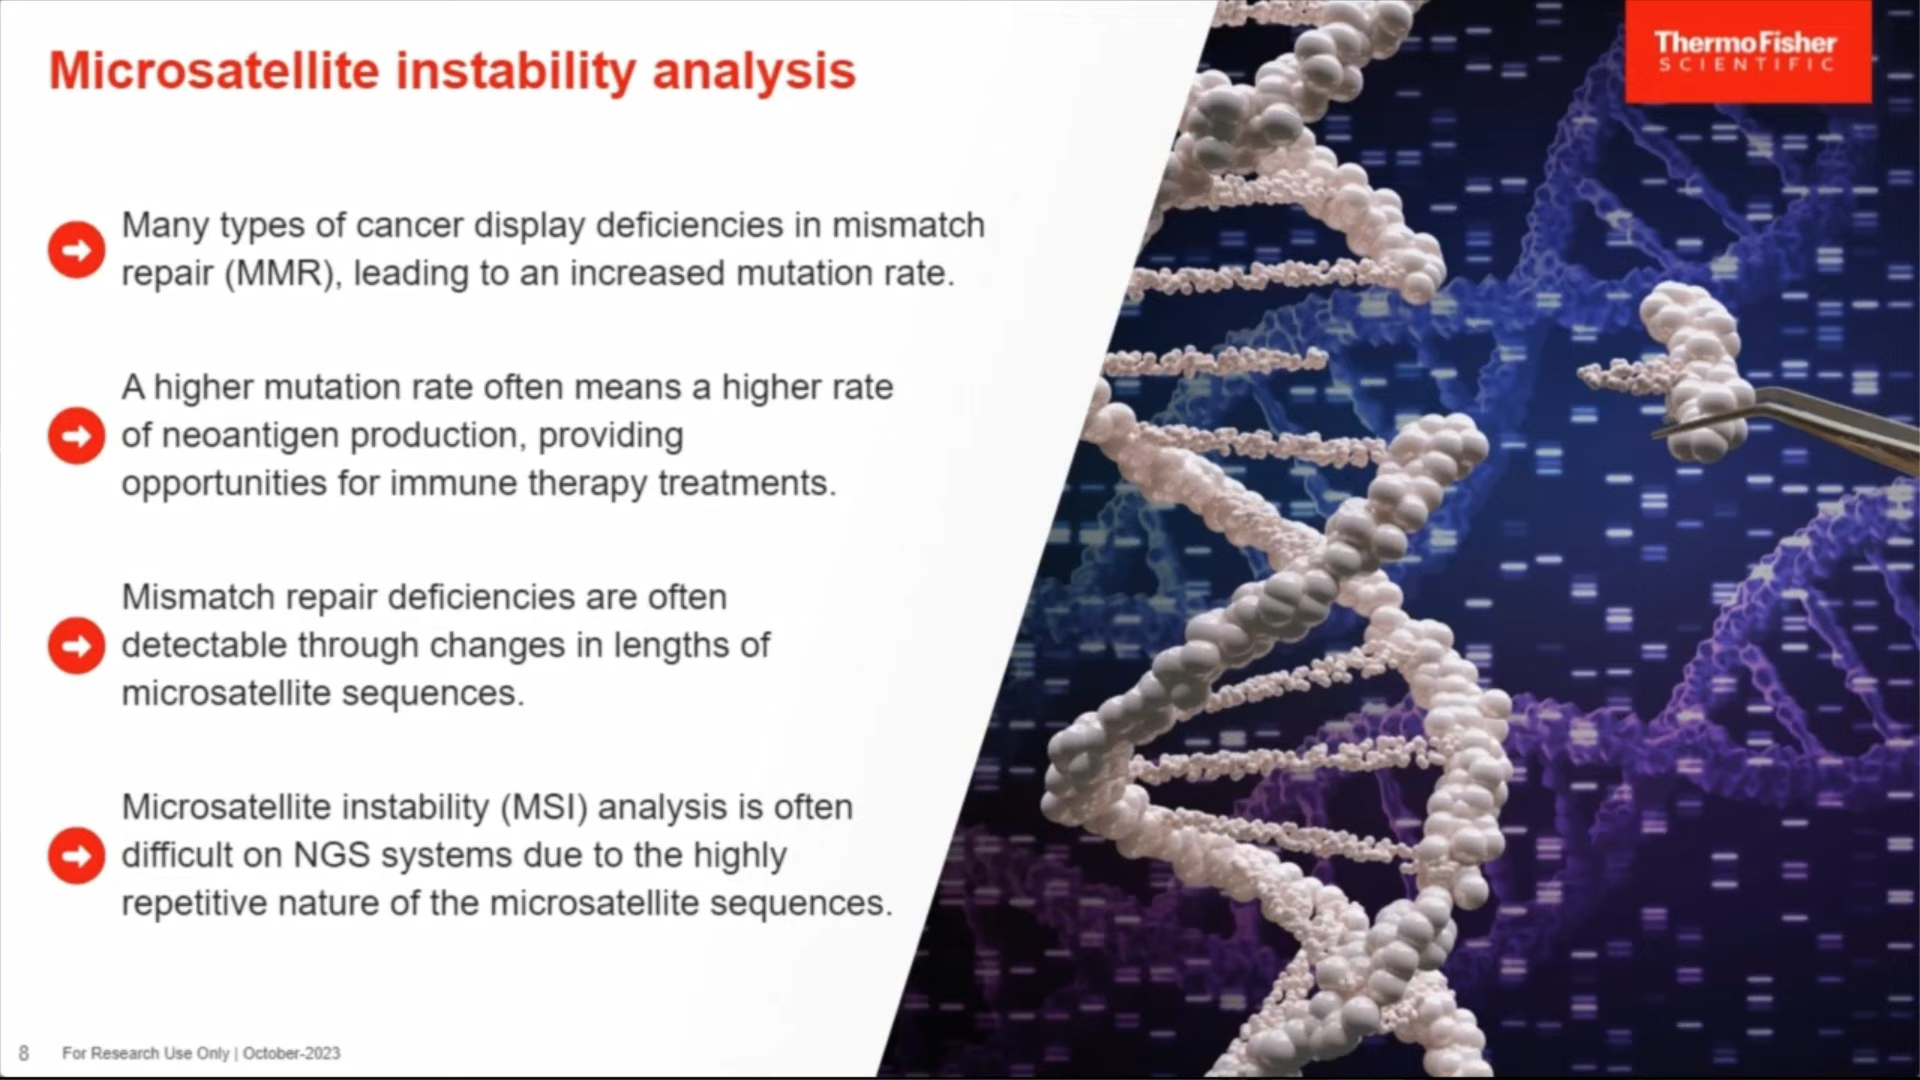 Microsatellite instability analysis
ThermoFisher
SCIENTIFIC
Many types of cancer display deficiencies in mismatch
repair (MMR), leading to an increased mutation rate.
A higher mutation rate often means a higher rate
of neoantigen production, providing
opportunities for immune therapy treatments.
Mismatch repair deficiencies are often
detectable through changes in lengths of
microsatellite sequences.
Microsatellite instability (MSI) analysis is often
difficult on NGS systems due to the highly
repetitive nature of the microsatellite sequences.
8 For Research Use Only | October-2023